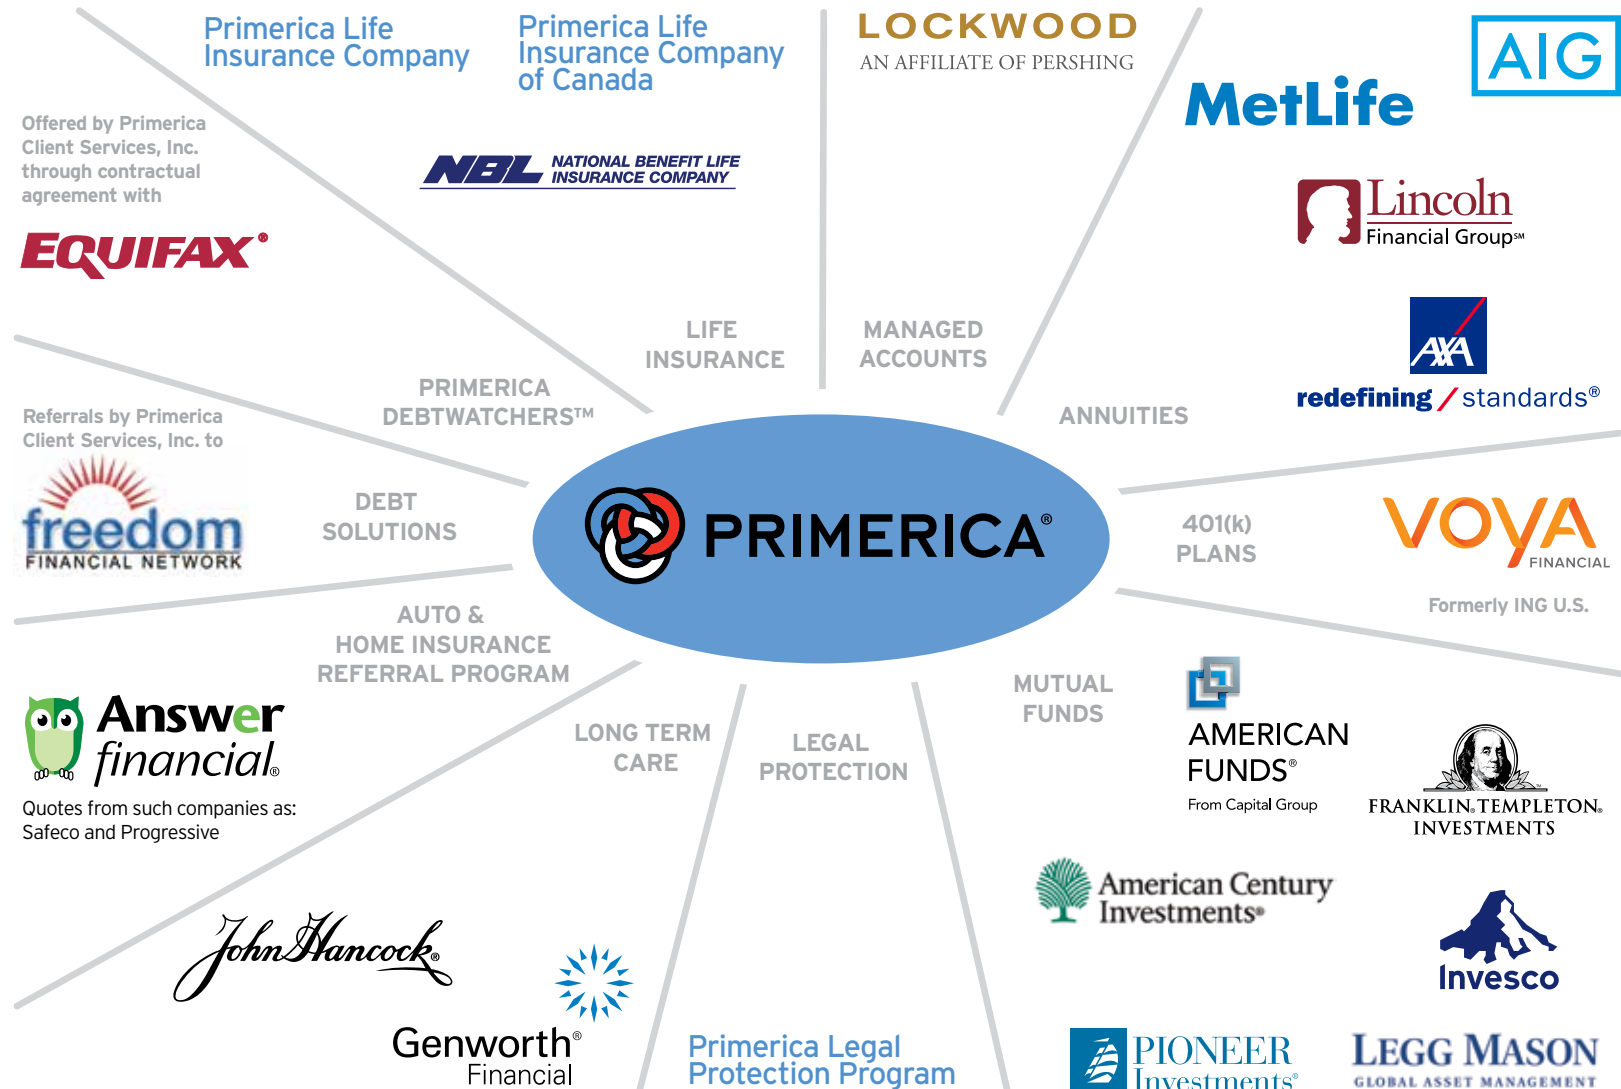 Primerica Life
Insurance Company
Primerica Life
Insurance Company
of Canada
NBL NATIONAL BENEFIT LIFE
INSURANCE COMPANY
LIFE
INSURANCE
LOCKWOOD
AN AFFILIATE OF PERSHING
MANAGED
ACCOUNTS
AIG
MetLife
Lincoln
Financial Group℠
AXA
redefining / standards®
ANNUITIES
Offered by Primerica
Client Services, Inc.
through contractual
agreement with
EQUIFAX®
PRIMERICA
DEBTWATCHERS™
Referrals by Primerica
Client Services, Inc. to
freedom
FINANCIAL NETWORK
DEBT
SOLUTIONS
PRIMERICA®
401(k)
PLANS
VOYA
FINANCIAL
Formerly ING U.S.
AUTO &
HOME INSURANCE
REFERRAL PROGRAM
Answer
financial®
Quotes from such companies as:
Safeco and Progressive
LONG TERM
CARE
John Hancock®
Genworth®
Financial
LEGAL
PROTECTION
Primerica Legal
Protection Program
MUTUAL
FUNDS
AMERICAN
FUNDS®
From Capital Group
FRANKLIN® TEMPLETON®
INVESTMENTS
American Century
Investments®
Invesco
PIONEER
Investments®
LEGG MASON
GLOBAL ASSET MANAGEMENT